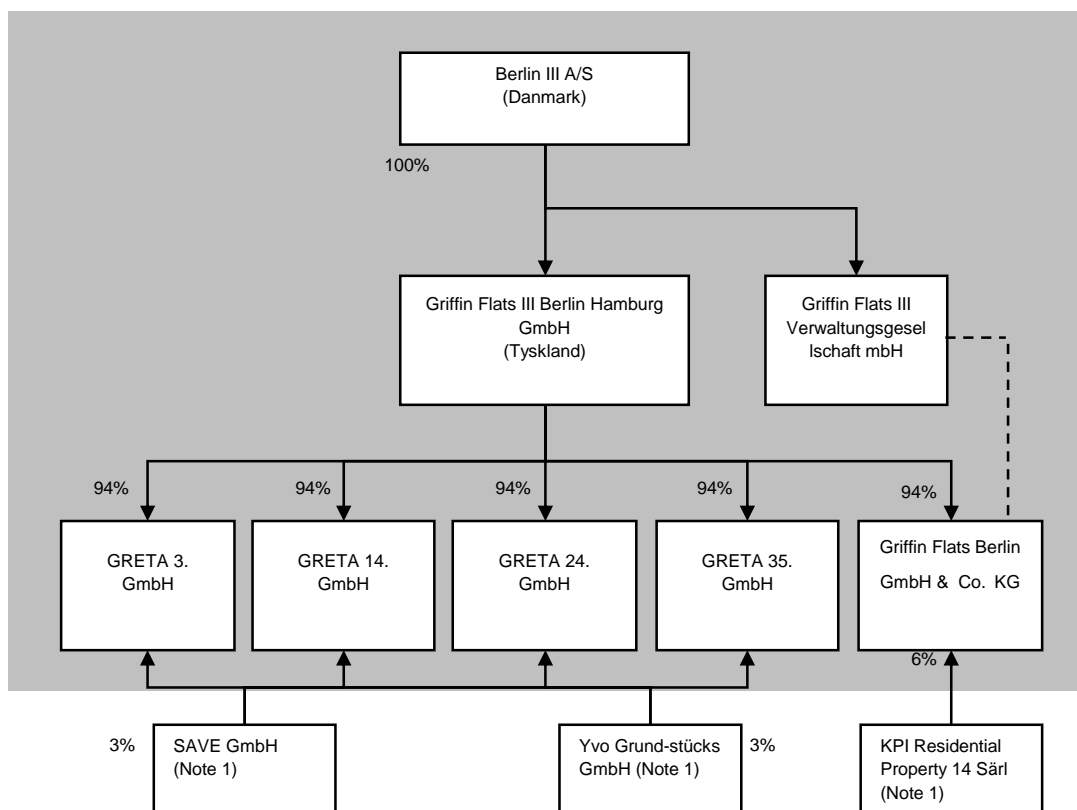 Berlin III A/S
(Danmark)
100%
Griffin Flats III Berlin Hamburg
GmbH
(Tyskland)
Griffin Flats III
Verwaltungsgesel
lschaft mbH
94%
94%
94%
94%
94%
GRETA 3.
GmbH
GRETA 14.
GmbH
GRETA 24.
GmbH
GRETA 35.
GmbH
Griffin Flats Berlin
GmbH & Co. KG
6%
3%
SAVE GmbH
(Note 1)
Yvo Grund-stücks
GmbH (Note 1)
3%
KPI Residential
Property 14 Särl
(Note 1)